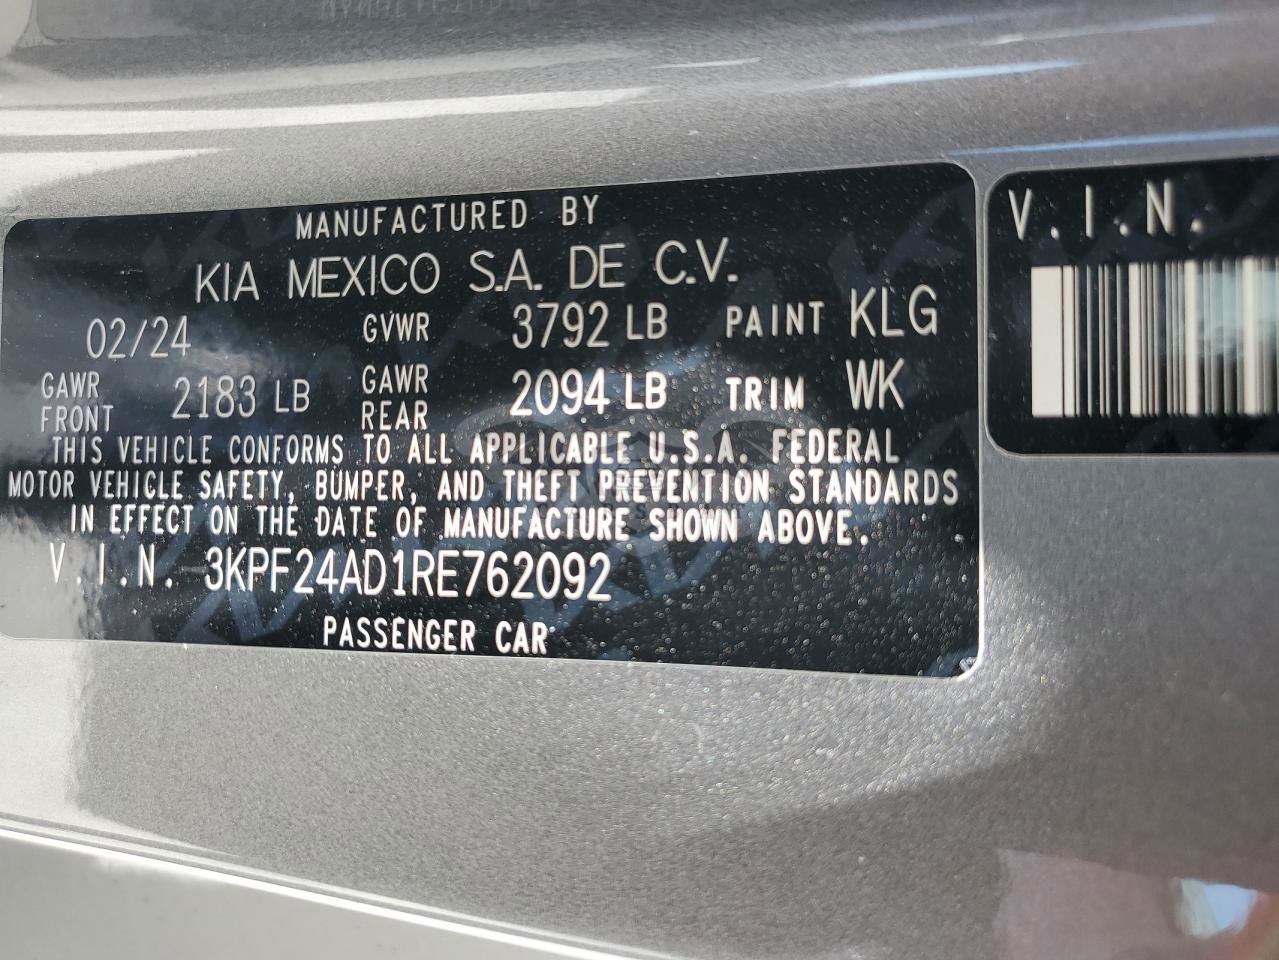 MANUFACTURED BY
KIA MEXICO S.A. DE C.V.
02/24 GVWR 3792 LB PAINT KLG
GAWR FRONT 2183 LB GAWR REAR 2094 LB TRIM WK
THIS VEHICLE CONFORMS TO ALL APPLICABLE U.S.A. FEDERAL
MOTOR VEHICLE SAFETY, BUMPER, AND THEFT PREVENTION STANDARDS
IN EFFECT ON THE DATE OF MANUFACTURE SHOWN ABOVE.
V.I.N. 3KPF24AD1RE762092
PASSENGER CAR
V.I.N.